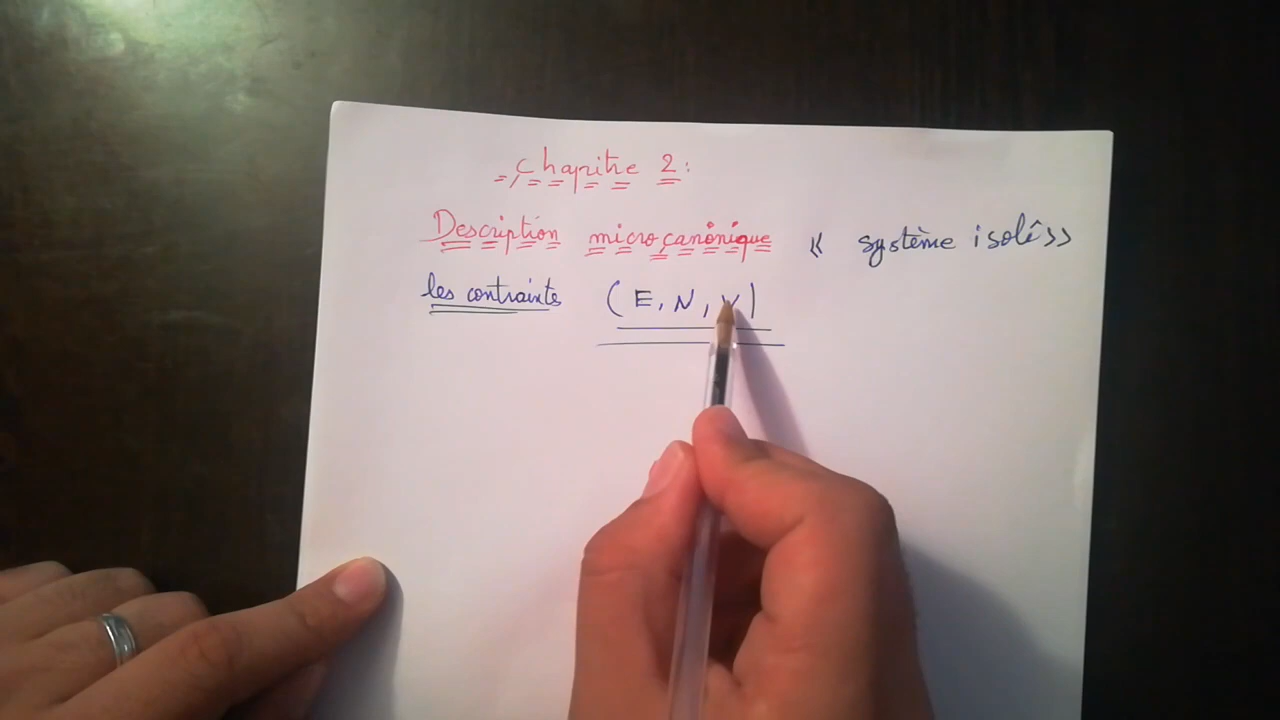 Chapitre 2:
Description microcanonique « système isolé»
les contraintes (E, N, V)